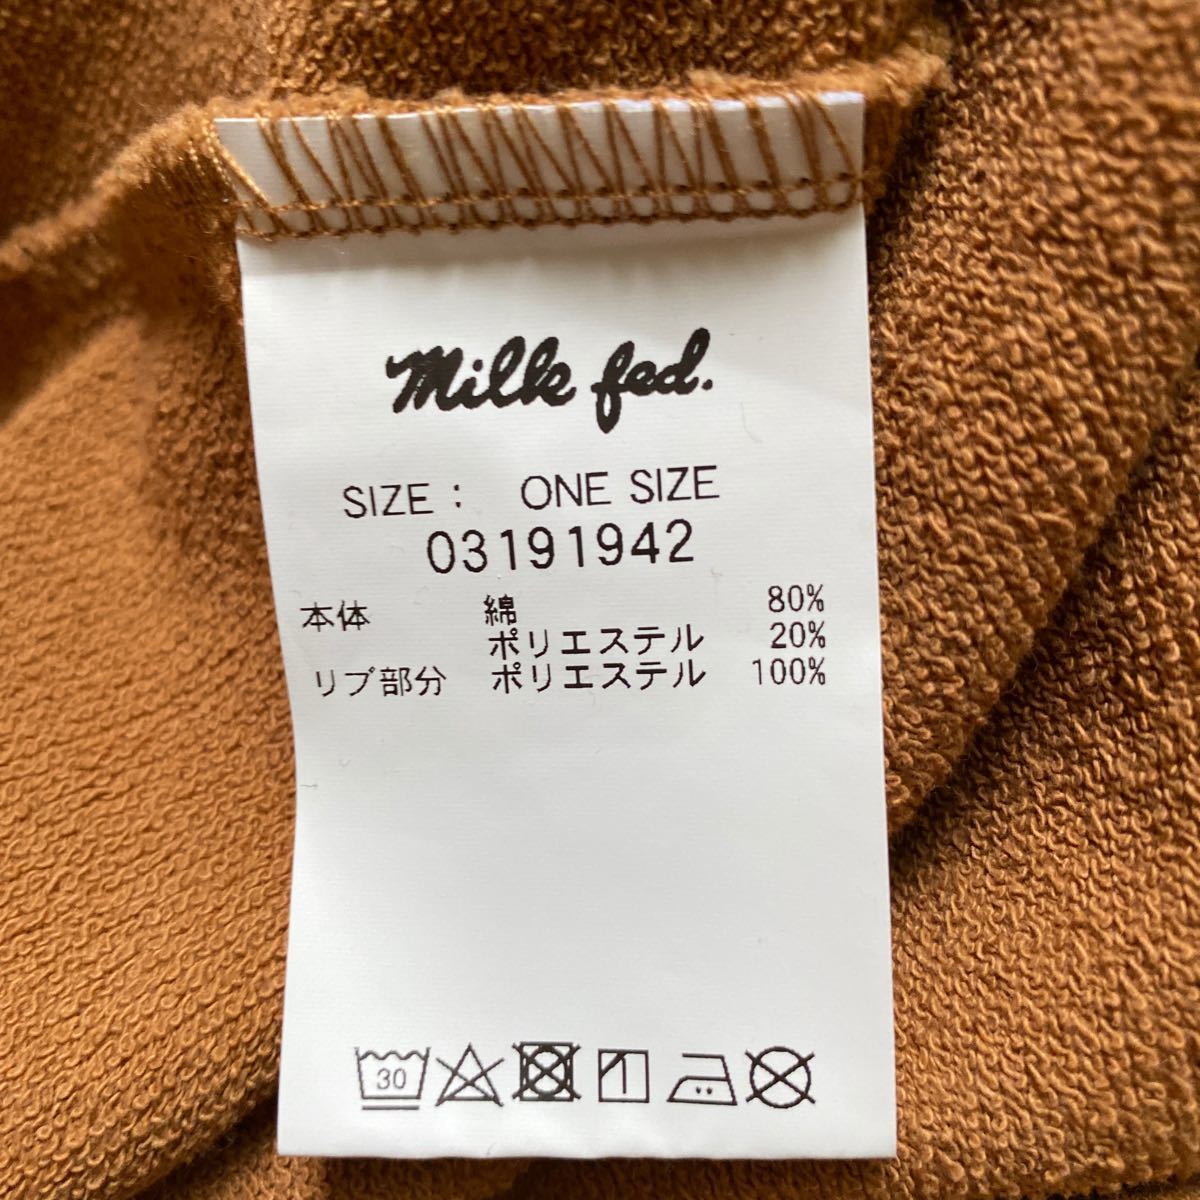 Milk fed.
SIZE : ONE SIZE
03191942
本体 綿 80%
ポリエステル 20%
リブ部分 ポリエステル 100%
30